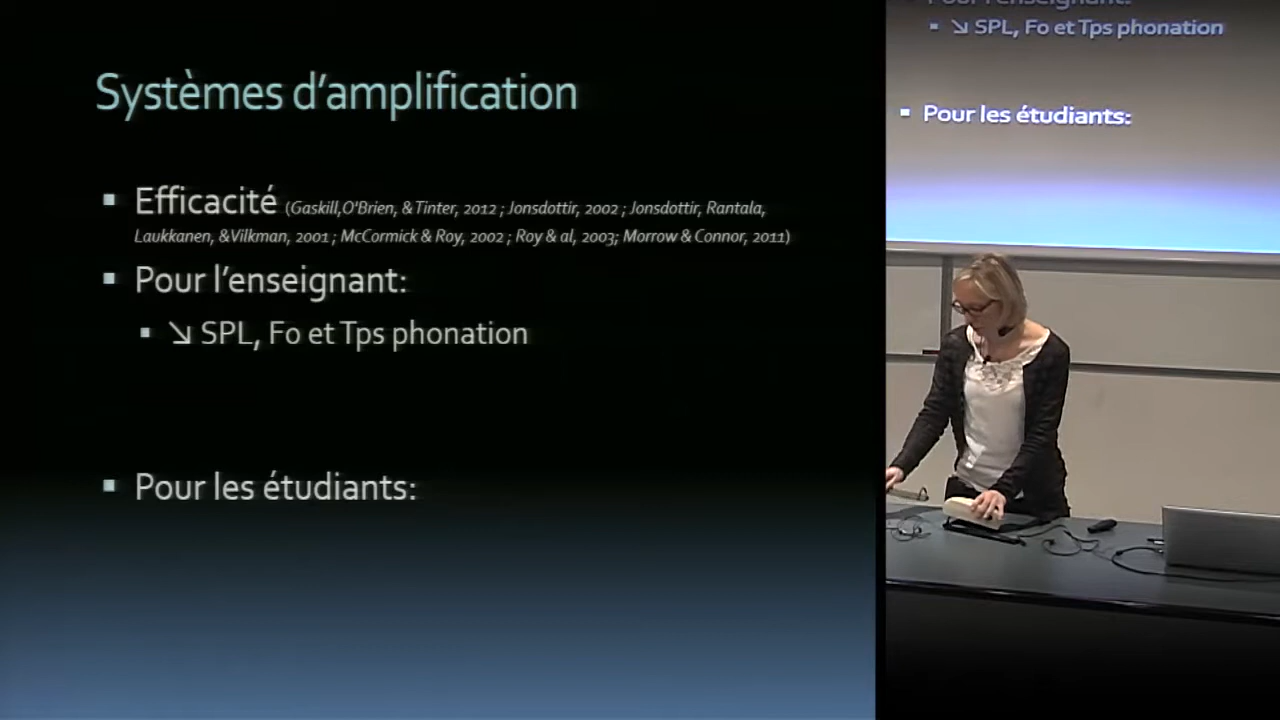 Systèmes d'amplification
▪ Efficacité (Gaskill,O'Brien, & Tinter, 2012 ; Jonsdottir, 2002 ; Jonsdottir, Rantala,
Laukkanen, &Vilkman, 2001 ; McCormick & Roy, 2002 ; Roy & al, 2003; Morrow & Connor, 2011)
▪ Pour l'enseignant:
▪ ↘ SPL, Fo et Tps phonation
▪ Pour les étudiants:
Pour l'enseignant:
▪ ↘ SPL, Fo et Tps phonation
▪ Pour les étudiants: